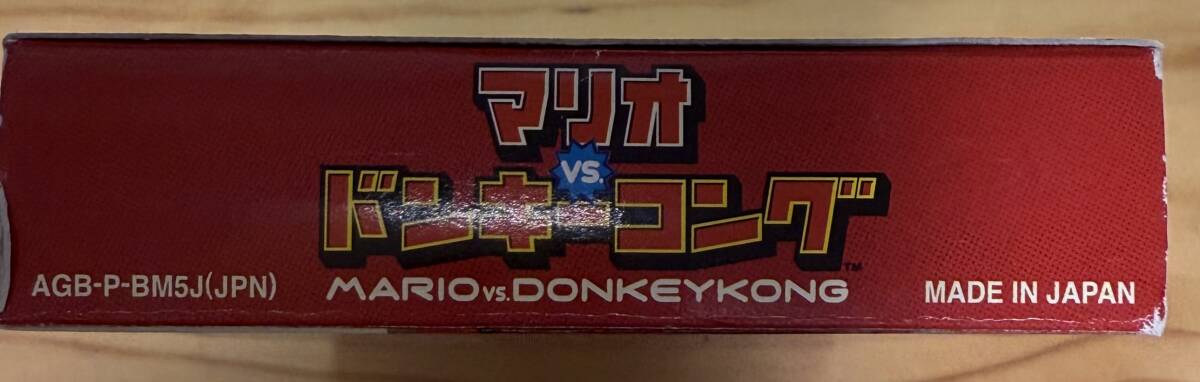 マリオ
VS.
ドンキーコング
TM
AGB-P-BM5J(JPN)
MARIO VS. DONKEYKONG
MADE IN JAPAN